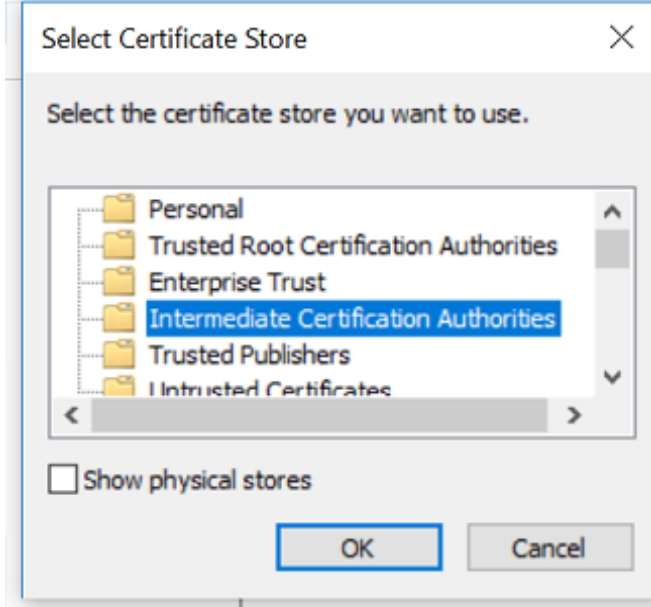 Select Certificate Store
Select the certificate store you want to use.
Personal
Trusted Root Certification Authorities
Enterprise Trust
Intermediate Certification Authorities
Trusted Publishers
Untrusted Certificates
Show physical stores
OK Cancel